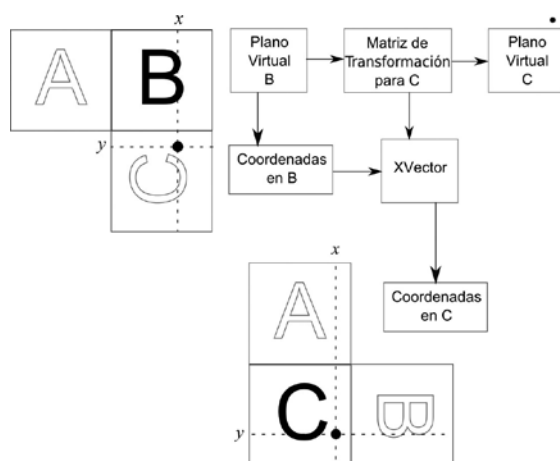 x
A B
y
C
Plano
Virtual
B
Matriz de
Transformación
para C
Plano
Virtual
C
Coordenadas
en B
XVector
Coordenadas
en C
x
A
y
C B